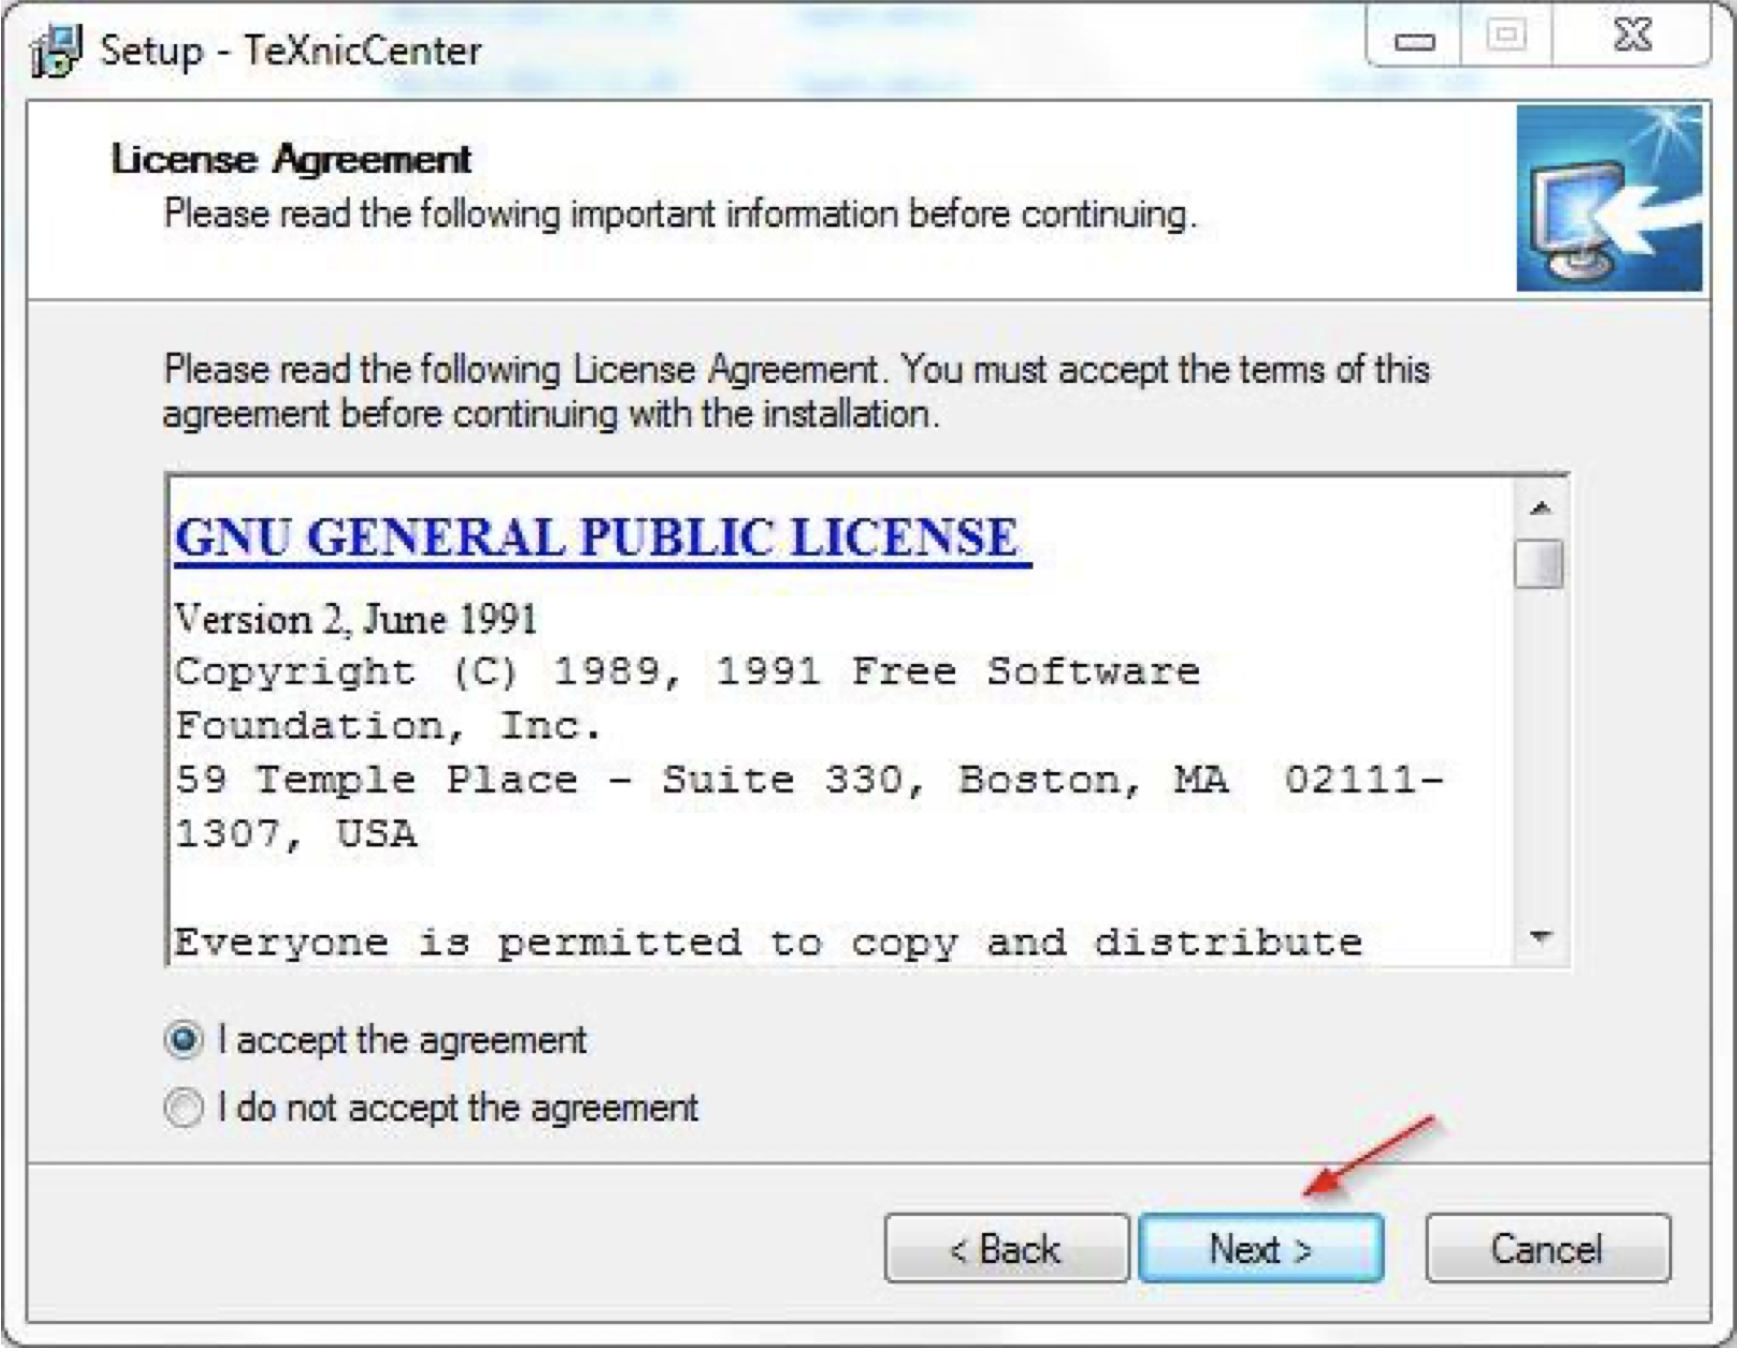 Setup - TeXnicCenter
License Agreement
Please read the following important information before continuing.
Please read the following License Agreement. You must accept the terms of this
agreement before continuing with the installation.
GNU GENERAL PUBLIC LICENSE
Version 2, June 1991
Copyright (C) 1989, 1991 Free Software
Foundation, Inc.
59 Temple Place - Suite 330, Boston, MA  02111-
1307, USA
Everyone is permitted to copy and distribute
I accept the agreement
I do not accept the agreement
< Back
Next >
Cancel